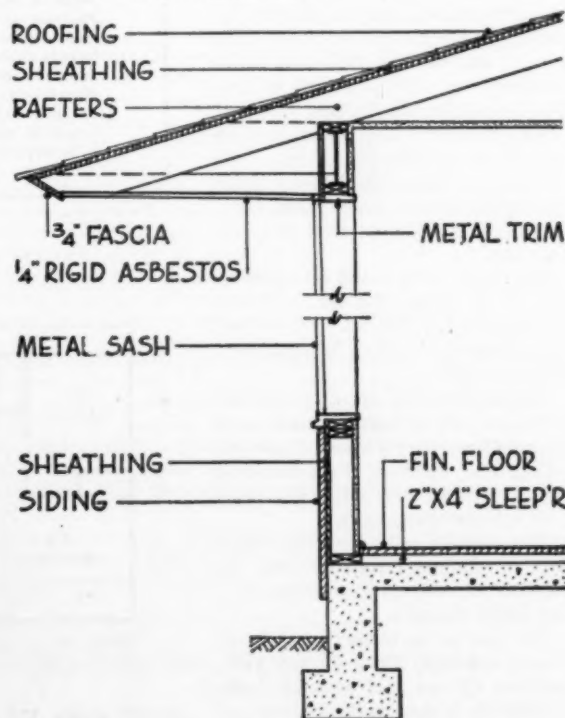 ROOFING
SHEATHING
RAFTERS
3/4" FASCIA
METAL TRIM
1/4" RIGID ASBESTOS
METAL SASH
SHEATHING
FIN. FLOOR
SIDING
2"X4" SLEEP'R